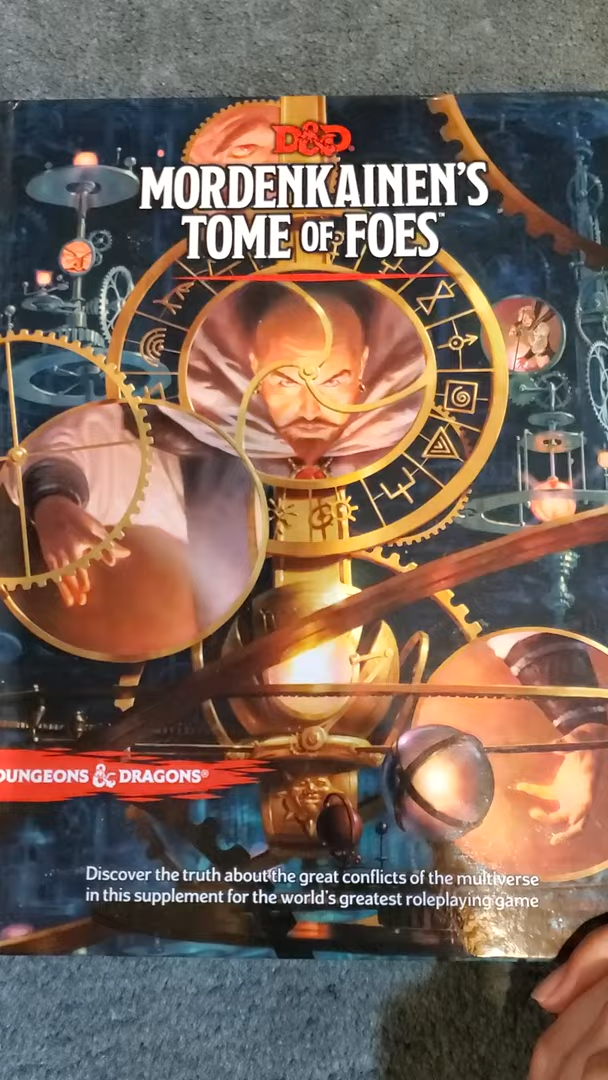 D&D®
MORDENKAINEN'S
TOME OF FOES™
DUNGEONS & DRAGONS®
Discover the truth about the great conflicts of the multiverse
in this supplement for the world's greatest roleplaying game